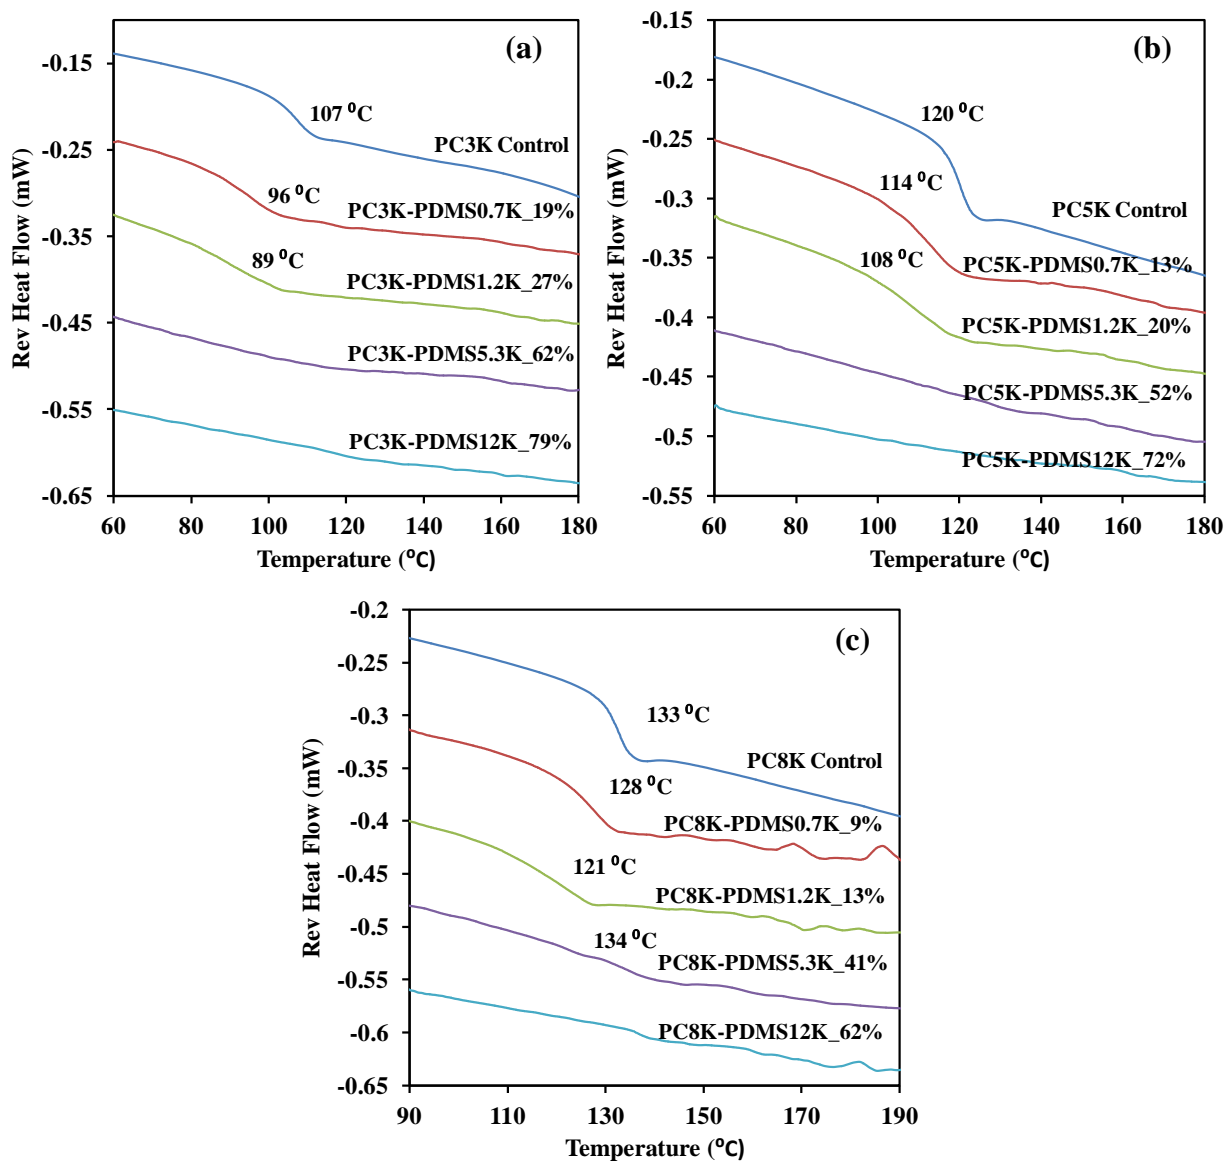 (a)
-0.15
-0.25
-0.35
-0.45
-0.55
-0.65
Rev Heat Flow (mW)
107 ⁰C
PC3K Control
96 ⁰C
PC3K-PDMS0.7K_19%
89 ⁰C
PC3K-PDMS1.2K_27%
PC3K-PDMS5.3K_62%
PC3K-PDMS12K_79%
60 80 100 120 140 160 180
Temperature (⁰C)
(b)
-0.15
-0.2
-0.25
-0.3
-0.35
-0.4
-0.45
-0.5
-0.55
Rev Heat Flow (mW)
120 ⁰C
114 ⁰C
PC5K Control
108 ⁰C
PC5K-PDMS0.7K_13%
PC5K-PDMS1.2K_20%
PC5K-PDMS5.3K_52%
PC5K-PDMS12K_72%
60 80 100 120 140 160 180
Temperature (⁰C)
(c)
-0.2
-0.25
-0.3
-0.35
-0.4
-0.45
-0.5
-0.55
-0.6
-0.65
Rev Heat Flow (mW)
133 ⁰C
PC8K Control
128 ⁰C
PC8K-PDMS0.7K_9%
121 ⁰C
PC8K-PDMS1.2K_13%
134 ⁰C
PC8K-PDMS5.3K_41%
PC8K-PDMS12K_62%
90 110 130 150 170 190
Temperature (⁰C)